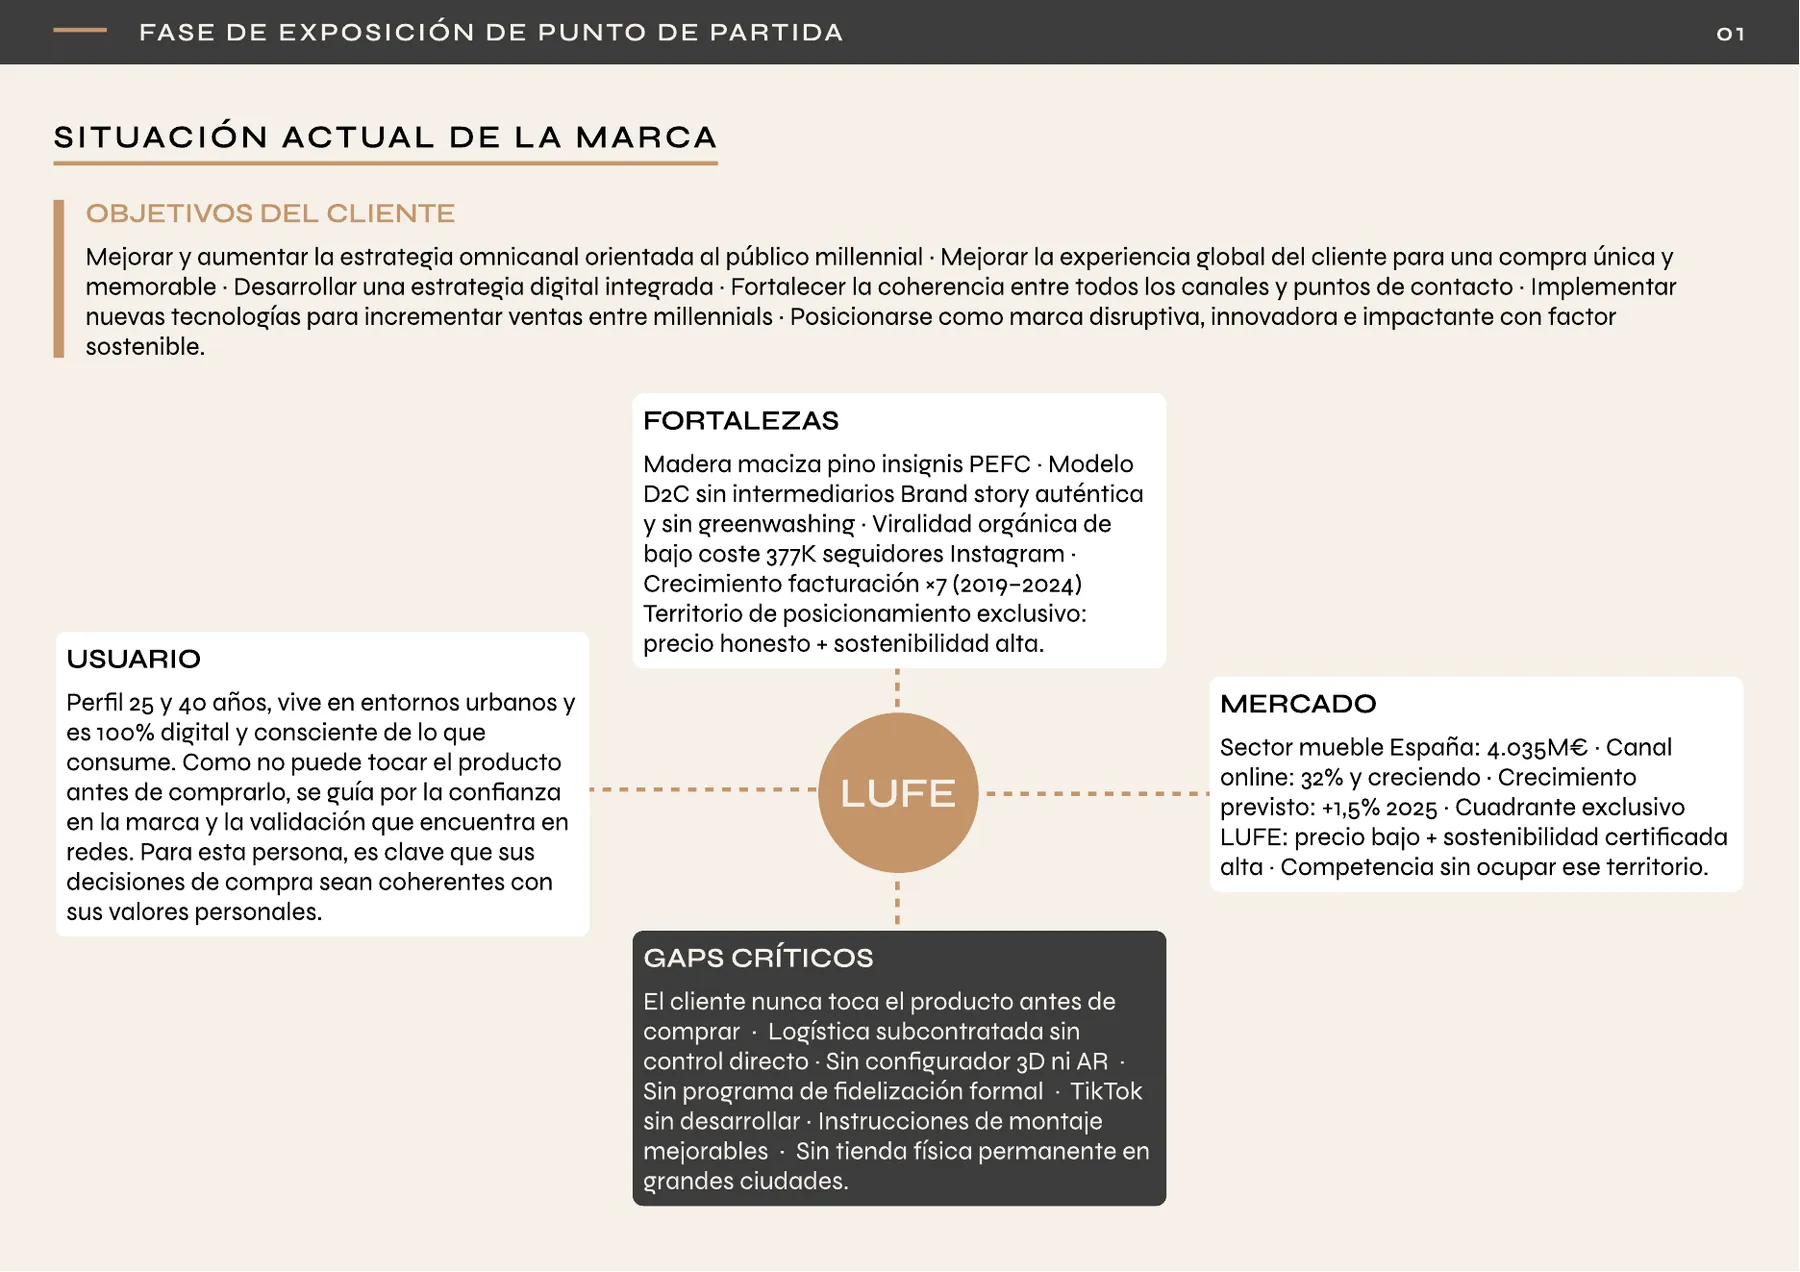 FASE DE EXPOSICIÓN DE PUNTO DE PARTIDA
01
SITUACIÓN ACTUAL DE LA MARCA
OBJETIVOS DEL CLIENTE
Mejorar y aumentar la estrategia omnicanal orientada al público millennial · Mejorar la experiencia global del cliente para una compra única y
memorable · Desarrollar una estrategia digital integrada · Fortalecer la coherencia entre todos los canales y puntos de contacto · Implementar
nuevas tecnologías para incrementar ventas entre millennials · Posicionarse como marca disruptiva, innovadora e impactante con factor
sostenible.
FORTALEZAS
Madera maciza pino insignis PEFC · Modelo
D2C sin intermediarios Brand story auténtica
y sin greenwashing · Viralidad orgánica de
bajo coste 377K seguidores Instagram ·
Crecimiento facturación ×7 (2019–2024)
Territorio de posicionamiento exclusivo:
precio honesto + sostenibilidad alta.
USUARIO
Perfil 25 y 40 años, vive en entornos urbanos y
es 100% digital y consciente de lo que
consume. Como no puede tocar el producto
antes de comprarlo, se guía por la confianza
en la marca y la validación que encuentra en
redes. Para esta persona, es clave que sus
decisiones de compra sean coherentes con
sus valores personales.
LUFE
MERCADO
Sector mueble España: 4.035M€ · Canal
online: 32% y creciendo · Crecimiento
previsto: +1,5% 2025 · Cuadrante exclusivo
LUFE: precio bajo + sostenibilidad certificada
alta · Competencia sin ocupar ese territorio.
GAPS CRÍTICOS
El cliente nunca toca el producto antes de
comprar · Logística subcontratada sin
control directo · Sin configurador 3D ni AR ·
Sin programa de fidelización formal · TikTok
sin desarrollar · Instrucciones de montaje
mejorables · Sin tienda física permanente en
grandes ciudades.